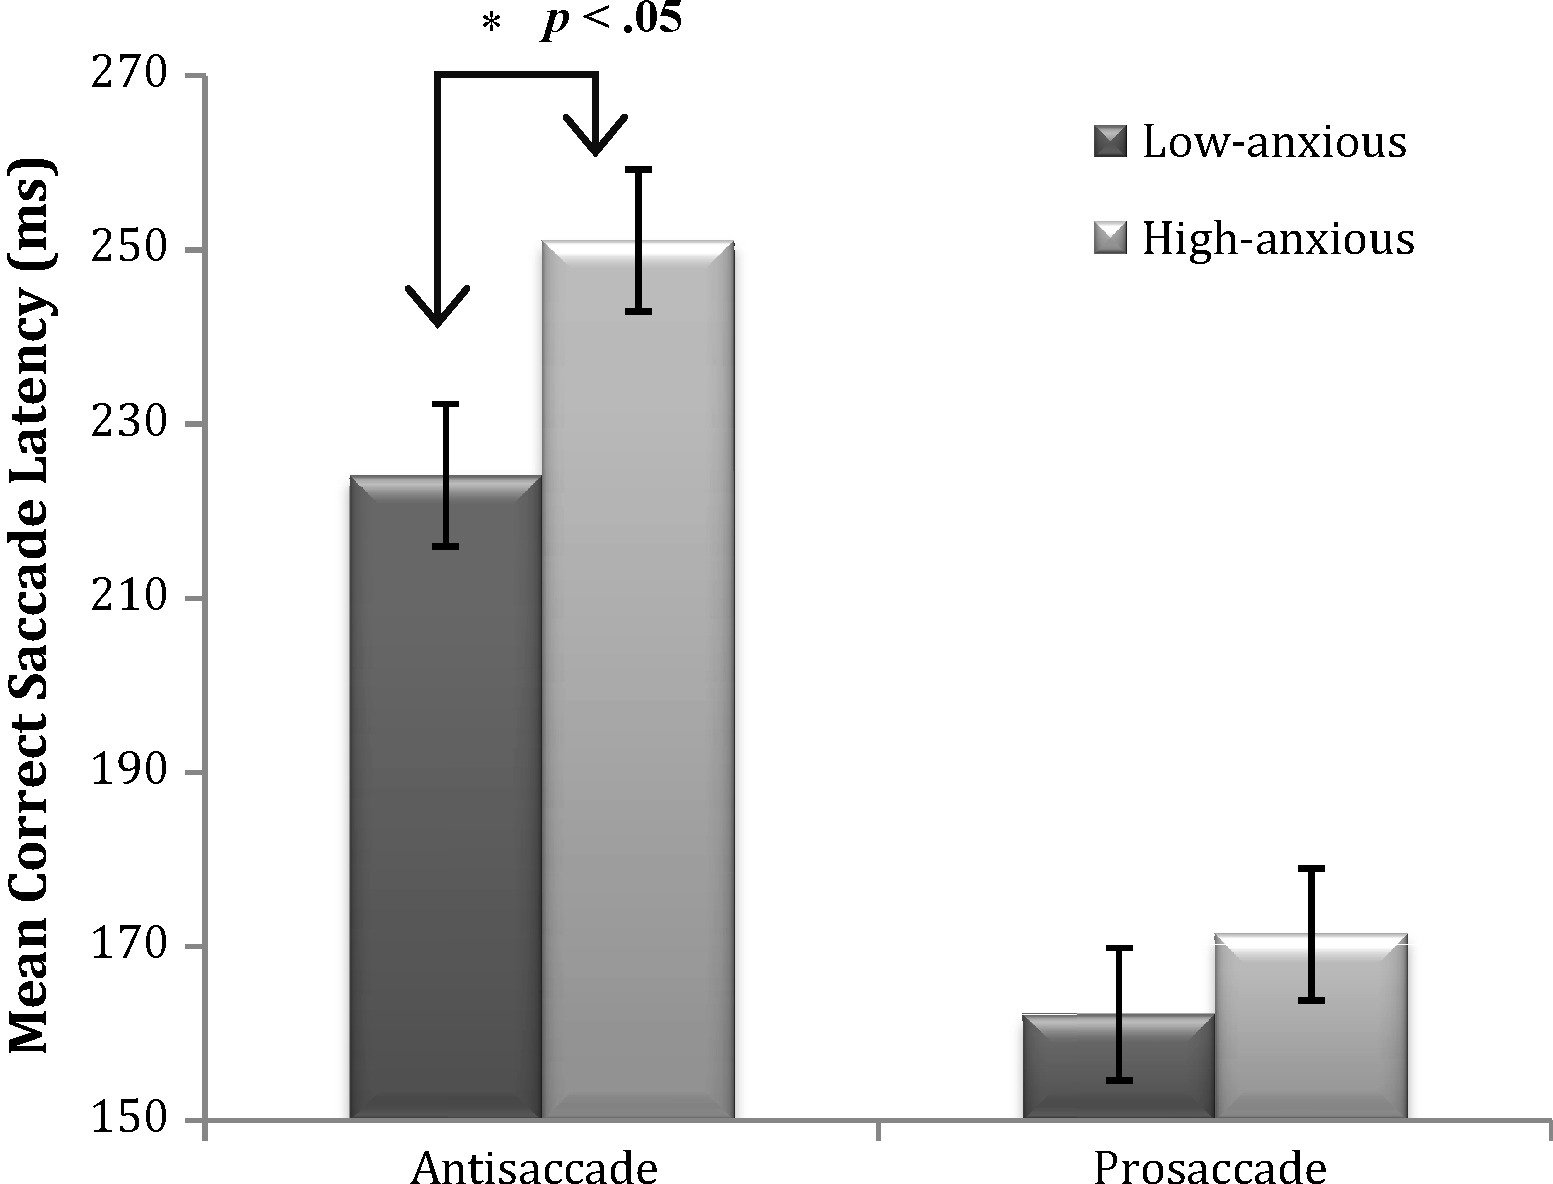 * p < .05
270
250
230
210
190
170
150
Mean Correct Saccade Latency (ms)
Low-anxious
High-anxious
Antisaccade
Prosaccade